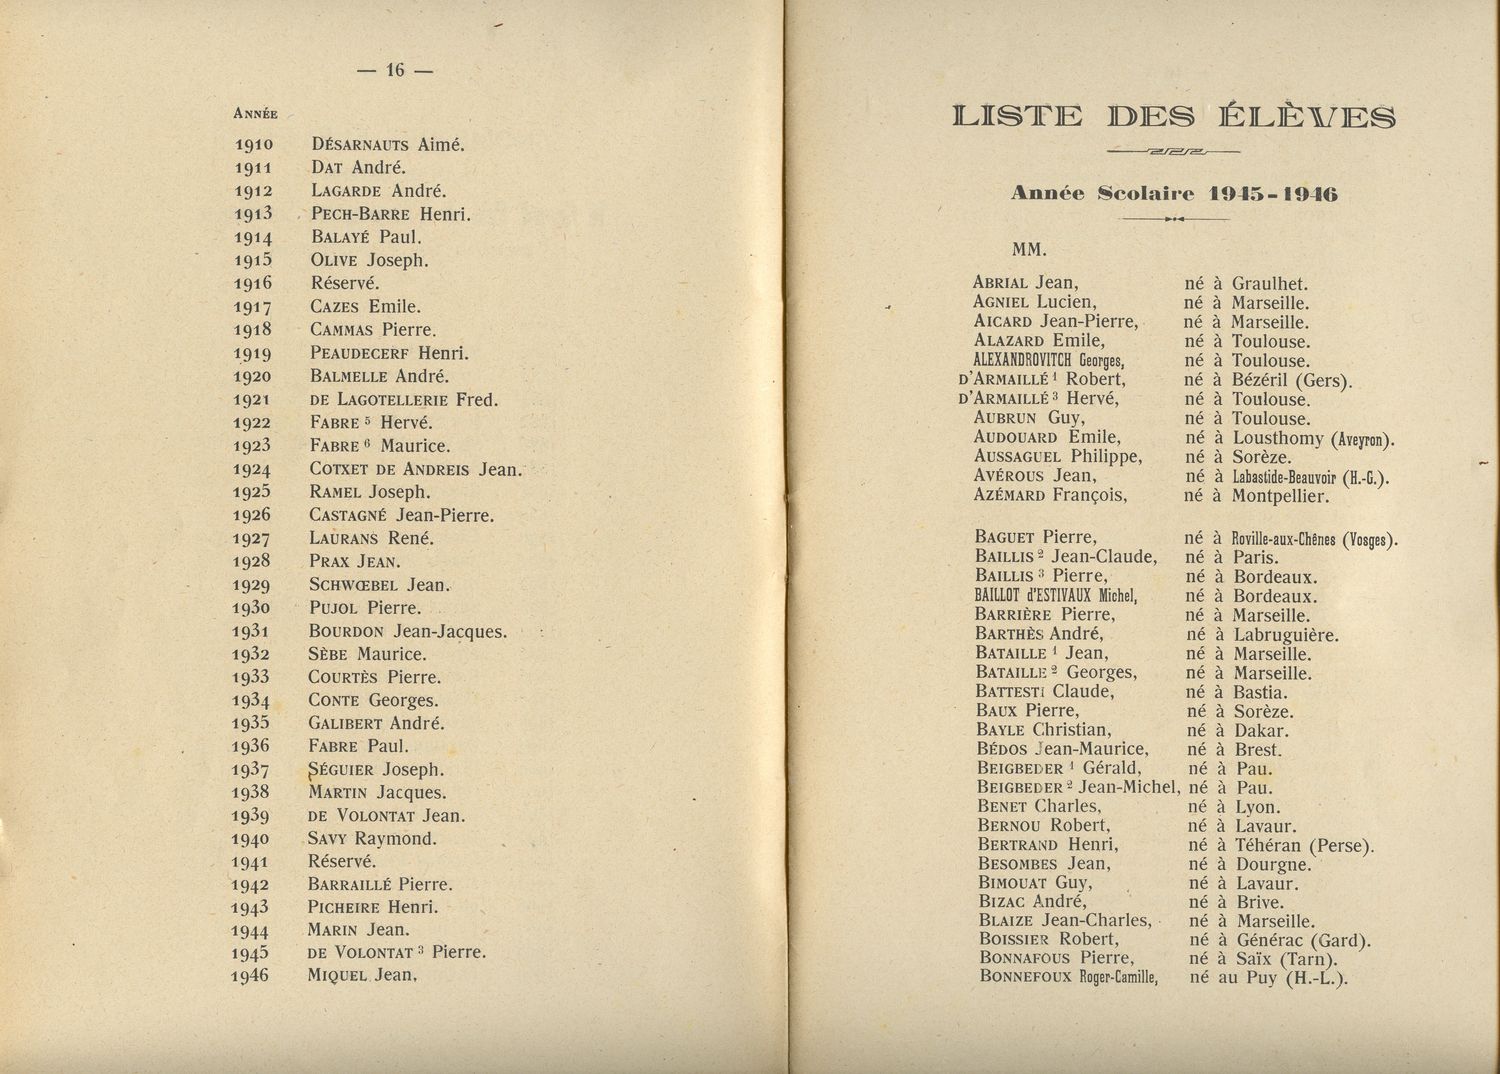 — 16 —
ANNÉE
1910 DÉSARNAUTS Aimé.
1911 DAT André.
1912 LAGARDE André.
1913 PECH-BARRE Henri.
1914 BALAYÉ Paul.
1915 OLIVE Joseph.
1916 Réservé.
1917 CAZES Emile.
1918 CAMMAS Pierre.
1919 PEAUDECERF Henri.
1920 BALMELLE André.
1921 DE LAGOTELLERIE Fred.
1922 FABRE ⁵ Hervé.
1923 FABRE ⁶ Maurice.
1924 COTXET DE ANDREIS Jean.
1925 RAMEL Joseph.
1926 CASTAGNÉ Jean-Pierre.
1927 LAURANS René.
1928 PRAX JEAN.
1929 SCHWŒBEL Jean.
1930 PUJOL Pierre.
1931 BOURDON Jean-Jacques.
1932 SÈBE Maurice.
1933 COURTÈS Pierre.
1934 CONTE Georges.
1935 GALIBERT André.
1936 FABRE Paul.
1937 SÉGUIER Joseph.
1938 MARTIN Jacques.
1939 DE VOLONTAT Jean.
1940 SAVY Raymond.
1941 Réservé.
1942 BARRAILLÉ Pierre.
1943 PICHEIRE Henri.
1944 MARIN Jean.
1945 DE VOLONTAT ³ Pierre.
1946 MIQUEL Jean.
LISTE DES ÉLÈVES
Année Scolaire 1945-1946
MM.
ABRIAL Jean, né à Graulhet.
AGNIEL Lucien, né à Marseille.
AICARD Jean-Pierre, né à Marseille.
ALAZARD Emile, né à Toulouse.
ALEXANDROVITCH Georges, né à Toulouse.
D'ARMAILLÉ ¹ Robert, né à Bézéril (Gers).
D'ARMAILLÉ ³ Hervé, né à Toulouse.
AUBRUN Guy, né à Toulouse.
AUDOUARD Emile, né à Lousthomy (Aveyron).
AUSSAGUEL Philippe, né à Sorèze.
AVÉROUS Jean, né à Labastide-Beauvoir (H.-G.).
AZÉMARD François, né à Montpellier.
BAGUET Pierre, né à Roville-aux-Chênes (Vosges).
BAILLIS ² Jean-Claude, né à Paris.
BAILLIS ³ Pierre, né à Bordeaux.
BAILLOT d'ESTIVAUX Michel, né à Bordeaux.
BARRIÈRE Pierre, né à Marseille.
BARTHÈS André, né à Labruguière.
BATAILLE ¹ Jean, né à Marseille.
BATAILLE ² Georges, né à Marseille.
BATTESTI Claude, né à Bastia.
BAUX Pierre, né à Sorèze.
BAYLE Christian, né à Dakar.
BÉDOS Jean-Maurice, né à Brest.
BEIGBEDER ¹ Gérald, né à Pau.
BEIGBEDER ² Jean-Michel, né à Pau.
BENET Charles, né à Lyon.
BERNOU Robert, né à Lavaur.
BERTRAND Henri, né à Téhéran (Perse).
BESOMBES Jean, né à Dourgne.
BIMOUAT Guy, né à Lavaur.
BIZAC André, né à Brive.
BLAIZE Jean-Charles, né à Marseille.
BOISSIER Robert, né à Générac (Gard).
BONNAFOUS Pierre, né à Saïx (Tarn).
BONNEFOUX Roger-Camille, né au Puy (H.-L.).